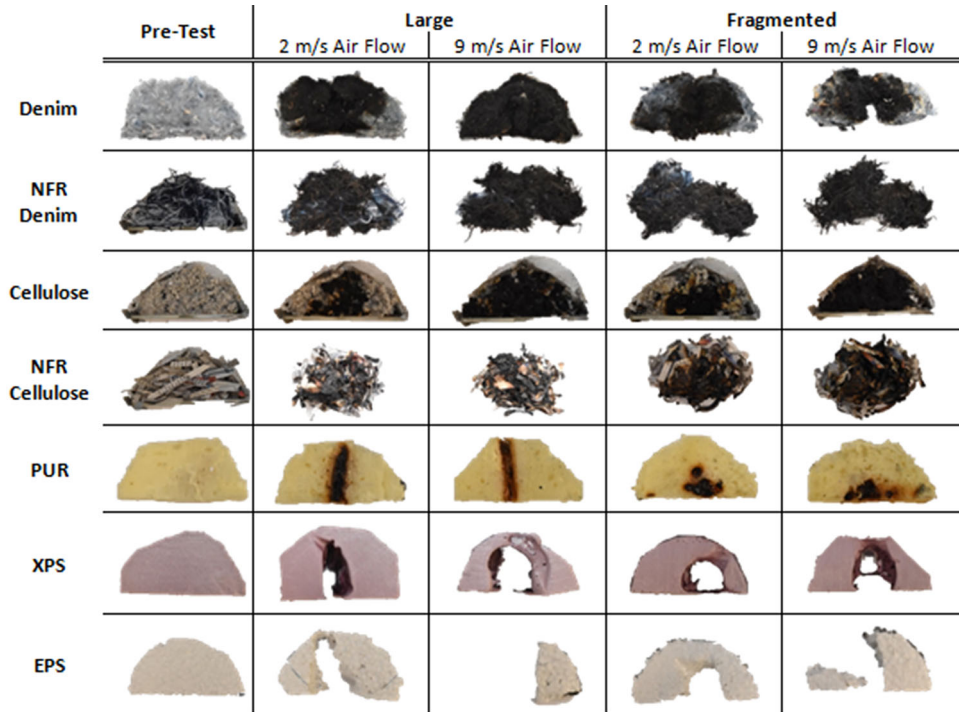 Pre-Test
Large
Fragmented
2 m/s Air Flow
9 m/s Air Flow
2 m/s Air Flow
9 m/s Air Flow
Denim
NFR
Denim
Cellulose
NFR
Cellulose
PUR
XPS
EPS